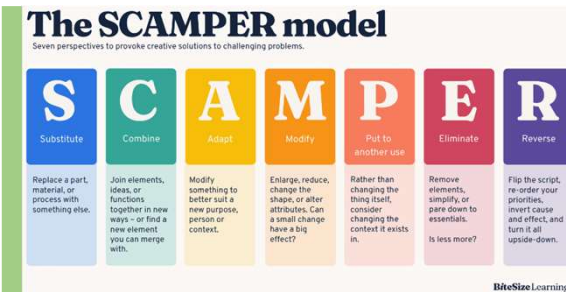 The SCAMPER model
Seven perspectives to provoke creative solutions to challenging problems.
S
Substitute
Replace a part,
material, or
process with
something else.
C
Combine
Join elements,
ideas, or
functions
together in new
ways – or find a
new element
you can merge
with.
A
Adapt
Modify
something to
better suit a
new purpose,
person or
context.
M
Modify
Enlarge, reduce,
change the
shape, or alter
attributes. Can
a small change
have a big
effect?
P
Put to
another use
Rather than
changing the
thing itself,
consider
changing the
context it exists
in.
E
Eliminate
Remove
elements,
simplify, or
pare down to
essentials.
Is less more?
R
Reverse
Flip the script,
re-order your
priorities,
invert cause
and effect, and
turn it all
upside-down.
BiteSize Learning